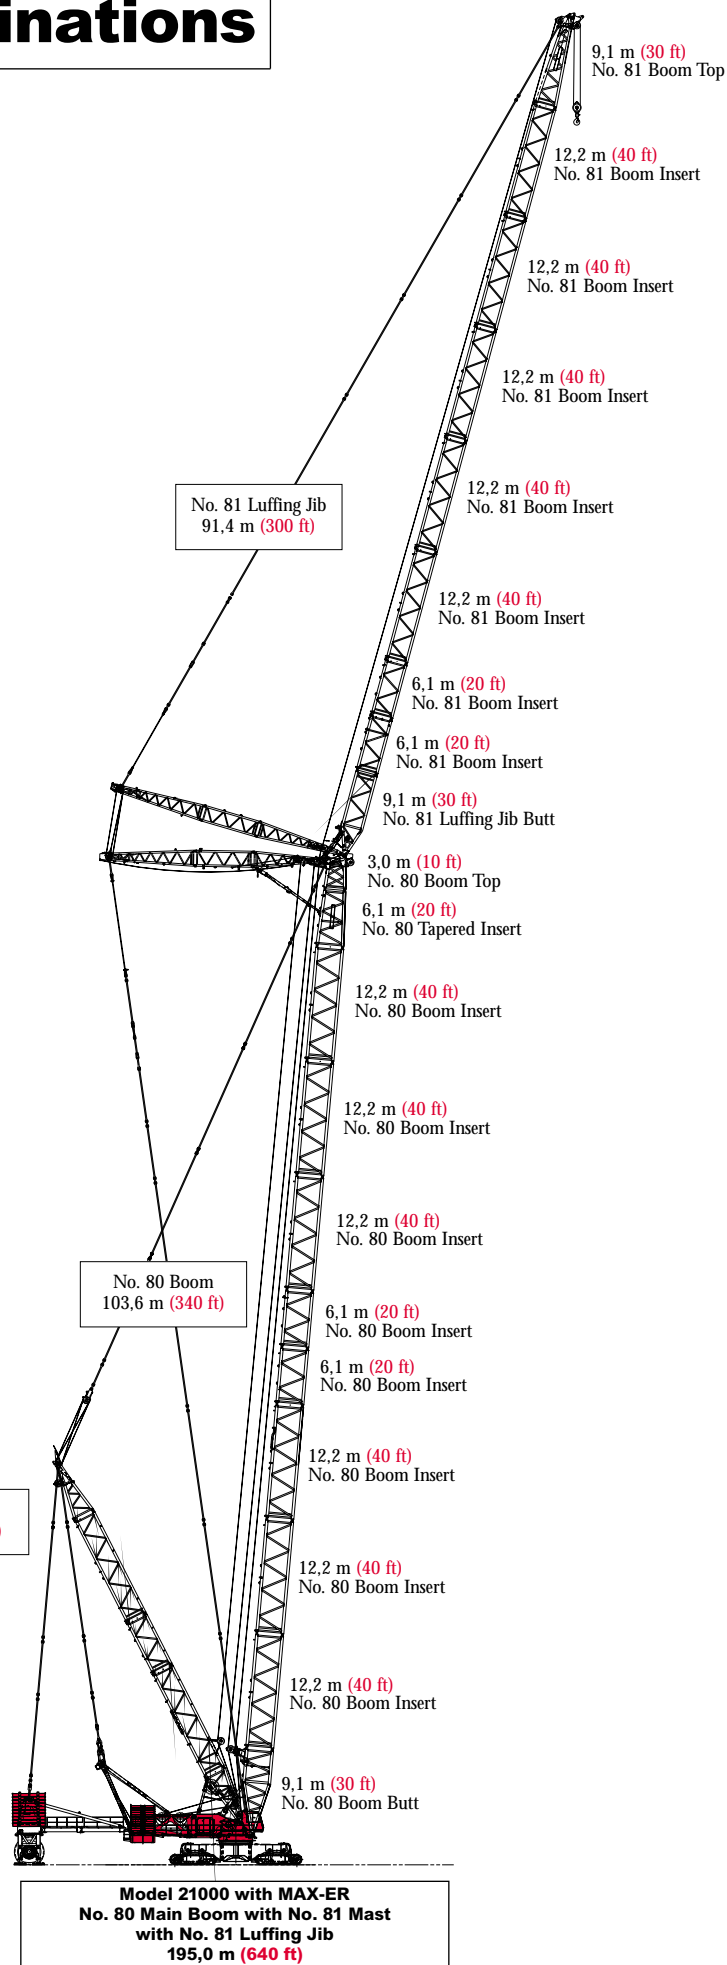 inations
9,1 m (30 ft)
No. 81 Boom Top
12,2 m (40 ft)
No. 81 Boom Insert
12,2 m (40 ft)
No. 81 Boom Insert
12,2 m (40 ft)
No. 81 Boom Insert
12,2 m (40 ft)
No. 81 Boom Insert
No. 81 Luffing Jib
91,4 m (300 ft)
12,2 m (40 ft)
No. 81 Boom Insert
6,1 m (20 ft)
No. 81 Boom Insert
6,1 m (20 ft)
No. 81 Boom Insert
9,1 m (30 ft)
No. 81 Luffing Jib Butt
3,0 m (10 ft)
No. 80 Boom Top
6,1 m (20 ft)
No. 80 Tapered Insert
12,2 m (40 ft)
No. 80 Boom Insert
12,2 m (40 ft)
No. 80 Boom Insert
12,2 m (40 ft)
No. 80 Boom Insert
No. 80 Boom
103,6 m (340 ft)
6,1 m (20 ft)
No. 80 Boom Insert
6,1 m (20 ft)
No. 80 Boom Insert
12,2 m (40 ft)
No. 80 Boom Insert
)
12,2 m (40 ft)
No. 80 Boom Insert
12,2 m (40 ft)
No. 80 Boom Insert
9,1 m (30 ft)
No. 80 Boom Butt
Model 21000 with MAX-ER
No. 80 Main Boom with No. 81 Mast
with No. 81 Luffing Jib
195,0 m (640 ft)